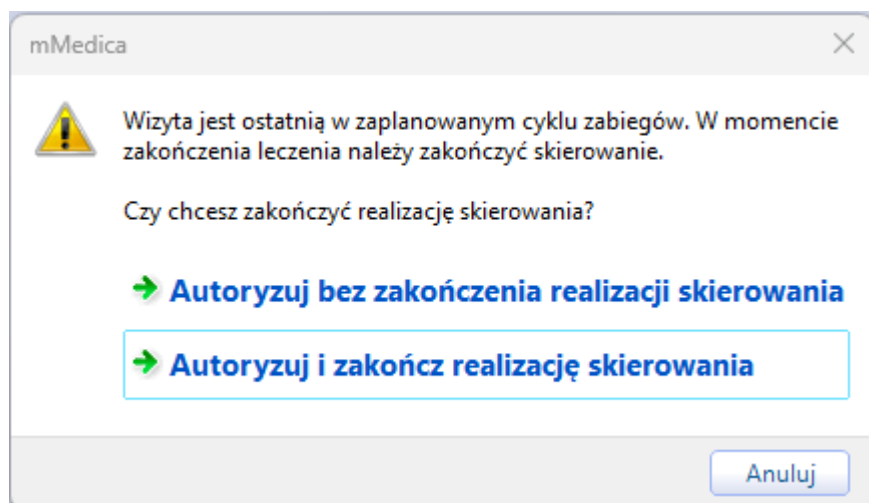 mMedica
Wizyta jest ostatnią w zaplanowanym cyklu zabiegów. W momencie
zakończenia leczenia należy zakończyć skierowanie.
Czy chcesz zakończyć realizację skierowania?
Autoryzuj bez zakończenia realizacji skierowania
Autoryzuj i zakończ realizację skierowania
Anuluj